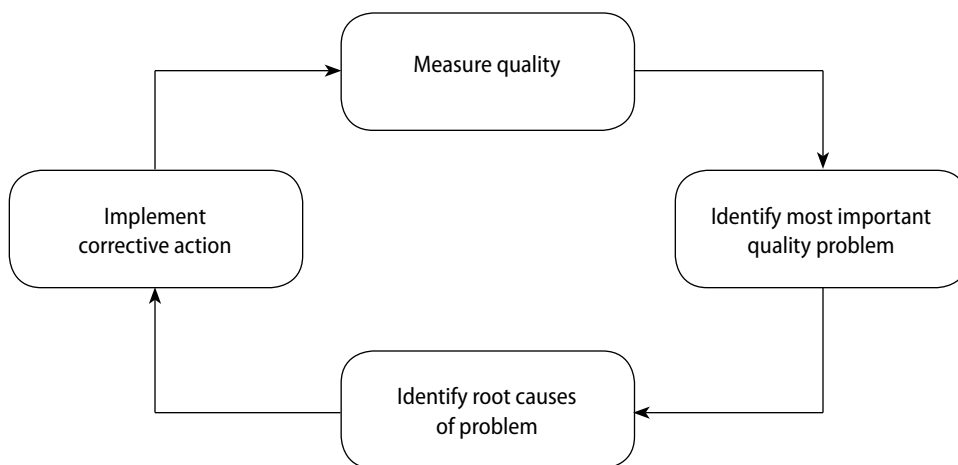 Measure quality
Implement
corrective action
Identify most important
quality problem
Identify root causes
of problem